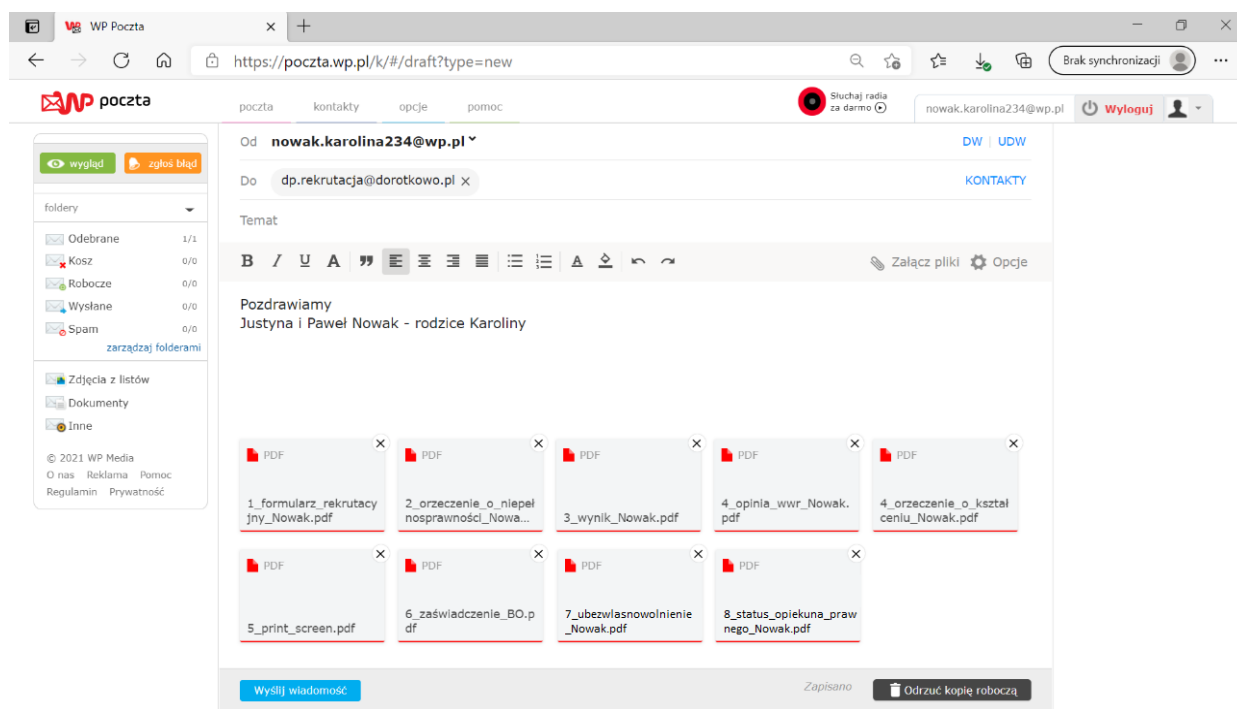 WP Poczta
https://poczta.wp.pl/k/#/draft?type=new
Brak synchronizacji
poczta
poczta kontakty opcje pomoc
Słuchaj radia
za darmo
nowak.karolina234@wp.pl
Wyloguj
wygląd
zgłoś błąd
foldery
Odebrane 1/1
Kosz 0/0
Robocze 0/0
Wysłane 0/0
Spam 0/0
zarządzaj folderami
Zdjęcia z listów
Dokumenty
Inne
© 2021 WP Media
O nas Reklama Pomoc
Regulamin Prywatność
Od nowak.karolina234@wp.pl
DW | UDW
Do dp.rekrutacja@dorotkowo.pl ×
KONTAKTY
Temat
B I U A
A
Załącz pliki
Opcje
Pozdrawiamy
Justyna i Paweł Nowak - rodzice Karoliny
PDF
1_formularz_rekrutacy
jny_Nowak.pdf
PDF
2_orzeczenie_o_niepeł
nosprawności_Nowa...
PDF
3_wynik_Nowak.pdf
PDF
4_opinia_wwr_Nowak.
pdf
PDF
4_orzeczenie_o_kształ
ceniu_Nowak.pdf
PDF
5_print_screen.pdf
PDF
6_zaświadczenie_BO.p
df
PDF
7_ubezwlasnowolnienie
_Nowak.pdf
PDF
8_status_opiekuna_praw
nego_Nowak.pdf
Wyślij wiadomość
Zapisano
Odrzuć kopię roboczą